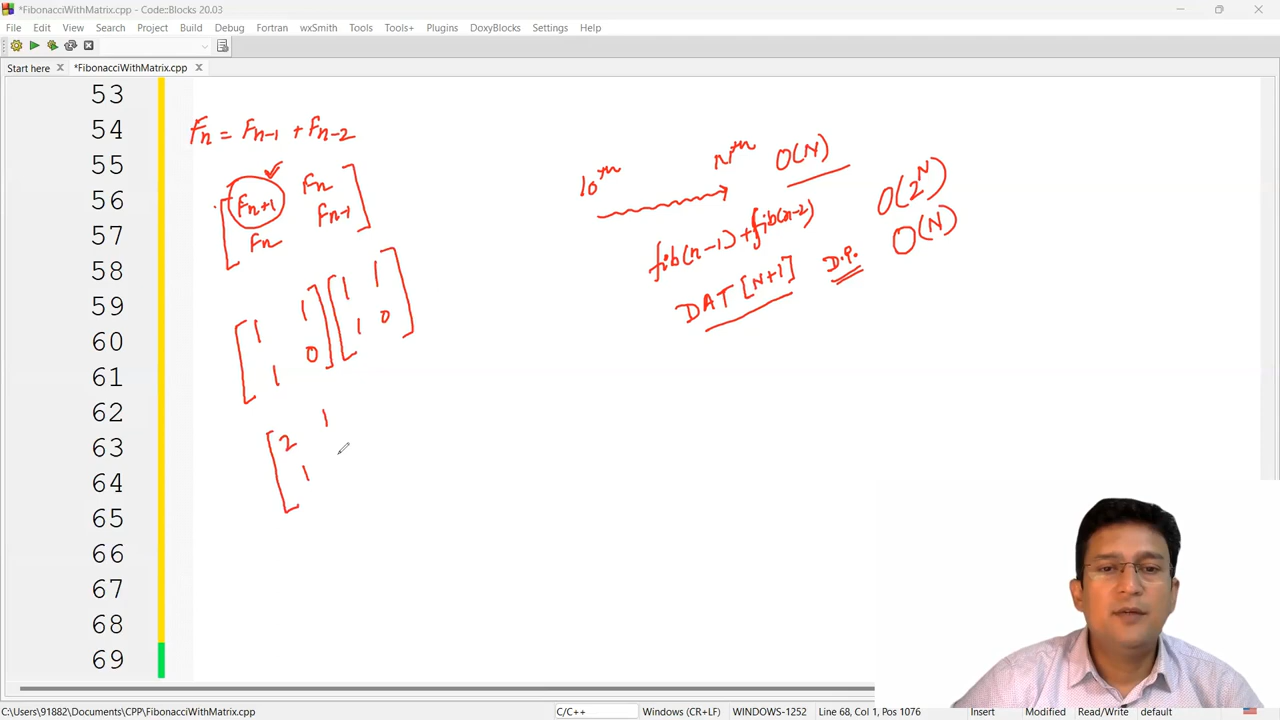 *FibonacciWithMatrix.cpp - Code::Blocks 20.03
File Edit View Search Project Build Debug Fortran wxSmith Tools Tools+ Plugins DoxyBlocks Settings Help
Start here *FibonacciWithMatrix.cpp
53
54
55
56
57
58
59
60
61
62
63
64
65
66
67
68
69
Fn = Fn-1 + Fn-2
Fn+1 Fn
Fn Fn-1
1 1 1 1
1 0 1 0
2 1
1
10th Nth O(N)
fib(n-1)+fib(n-2) O(2^N)
DAT[N+1] D.P. O(N)
C:\Users\91882\Documents\CPP\FibonacciWithMatrix.cpp C/C++ Windows (CR+LF) WINDOWS-1252 Line 68, Col 1, Pos 1076 Insert Modified Read/Write default